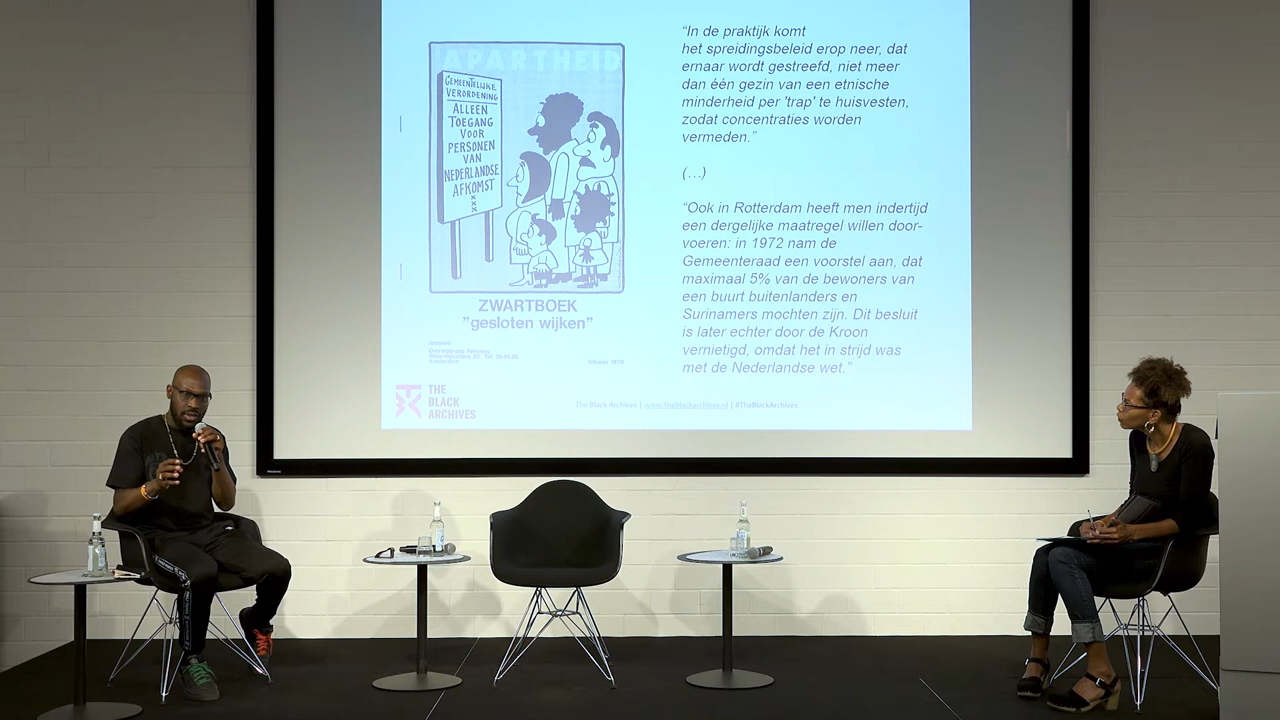 APARTHEID
GEMEENTELIJKE
VERORDENING
ALLEEN
TOEGANG
VOOR
PERSONEN
VAN
NEDERLANDSE
AFKOMST
xxx
ZWARTBOEK
"gesloten wijken"
Amsterdam
THE
BLACK
ARCHIVES
“In de praktijk komt
het spreidingsbeleid erop neer, dat
ernaar wordt gestreefd, niet meer
dan één gezin van een etnische
minderheid per 'trap' te huisvesten,
zodat concentraties worden
vermeden.”
(…)
“Ook in Rotterdam heeft men indertijd
een dergelijke maatregel willen door-
voeren: in 1972 nam de
Gemeenteraad een voorstel aan, dat
maximaal 5% van de bewoners van
een buurt buitenlanders en
Surinamers mochten zijn. Dit besluit
is later echter door de Kroon
vernietigd, omdat het in strijd was
met de Nederlandse wet.”
The Black Archives | www.theblackarchives.nl | #TheBlackArchives